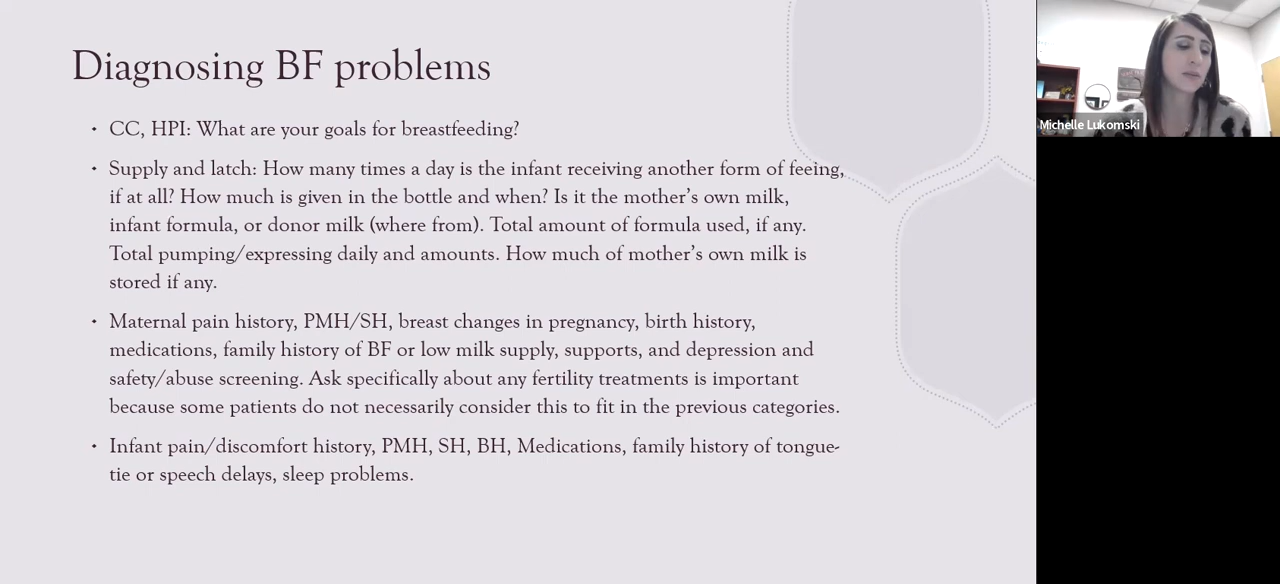 Diagnosing BF problems
• CC, HPI: What are your goals for breastfeeding?
• Supply and latch: How many times a day is the infant receiving another form of feeing,
if at all? How much is given in the bottle and when? Is it the mother's own milk,
infant formula, or donor milk (where from). Total amount of formula used, if any.
Total pumping/expressing daily and amounts. How much of mother's own milk is
stored if any.
• Maternal pain history, PMH/SH, breast changes in pregnancy, birth history,
medications, family history of BF or low milk supply, supports, and depression and
safety/abuse screening. Ask specifically about any fertility treatments is important
because some patients do not necessarily consider this to fit in the previous categories.
• Infant pain/discomfort history, PMH, SH, BH, Medications, family history of tongue-
tie or speech delays, sleep problems.
Michelle Lukomski